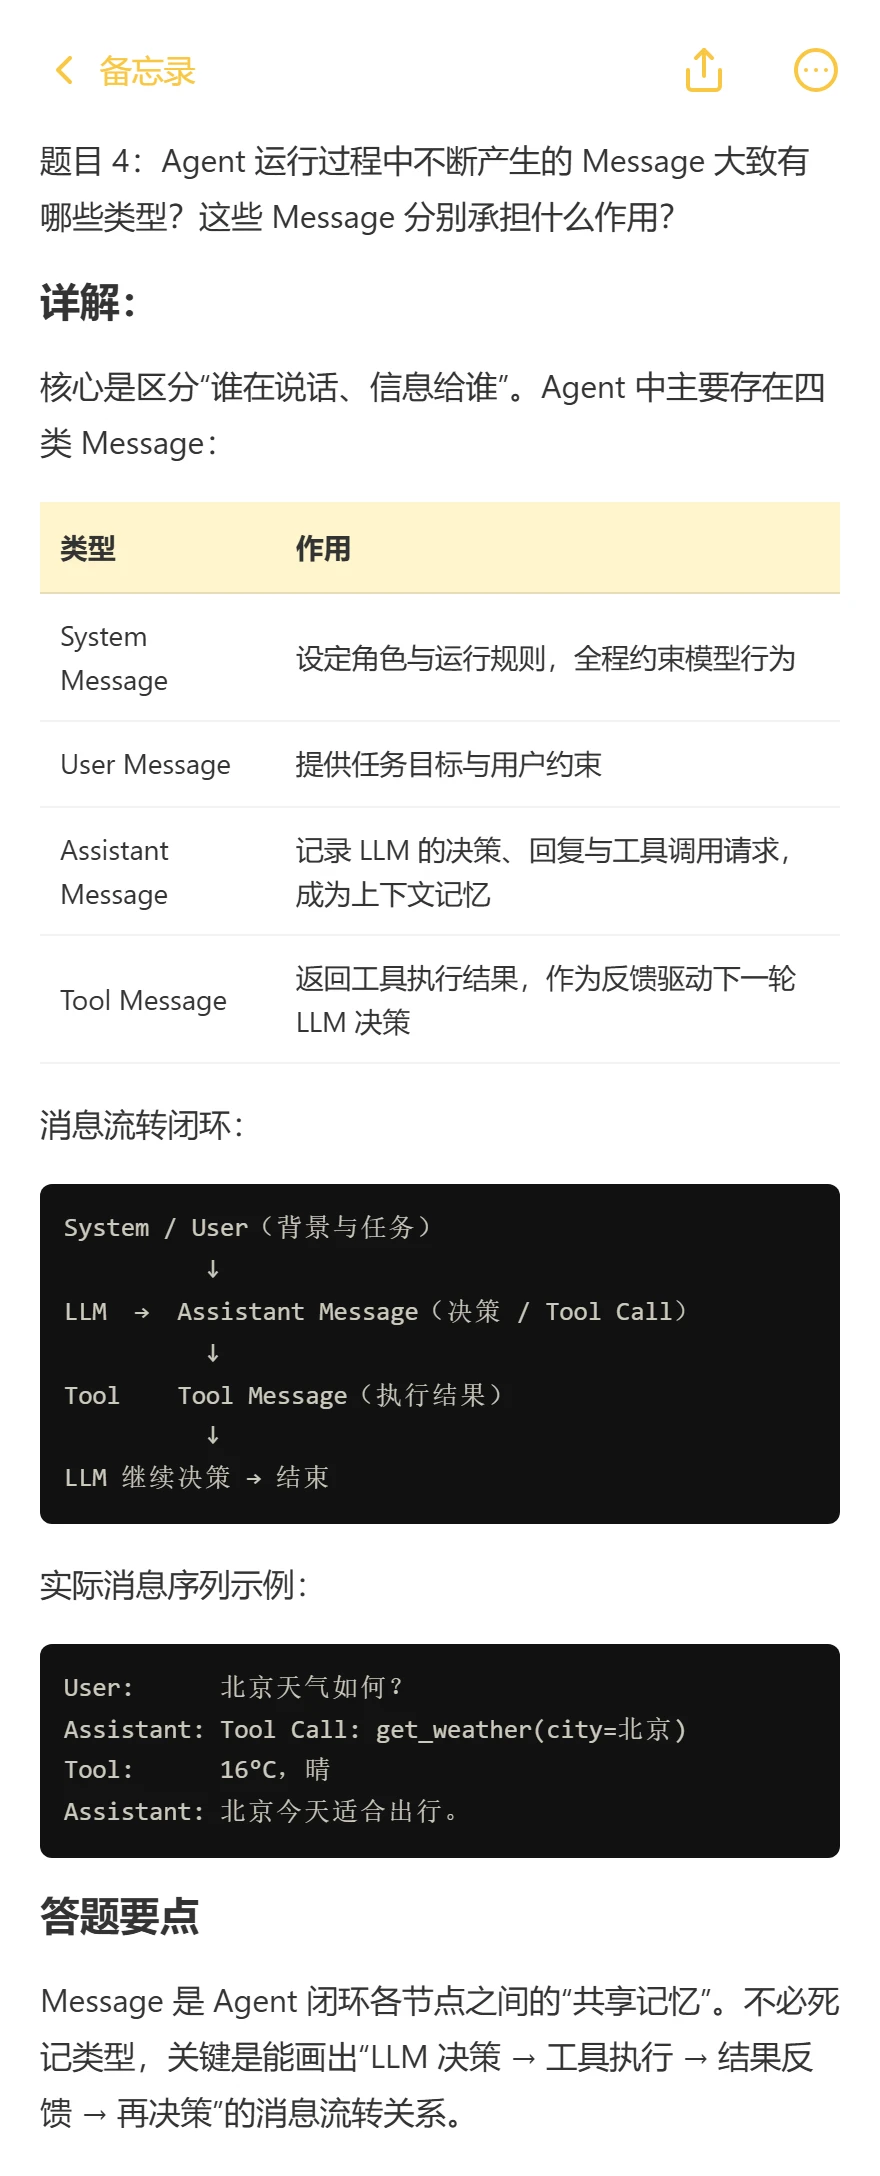 备忘录
题目 4：Agent 运行过程中不断产生的 Message 大致有
哪些类型？这些 Message 分别承担什么作用？
详解：
核心是区分“谁在说话、信息给谁”。Agent 中主要存在四
类 Message：
类型 作用
System
Message
设定角色与运行规则，全程约束模型行为
User Message 提供任务目标与用户约束
Assistant
Message
记录 LLM 的决策、回复与工具调用请求，
成为上下文记忆
Tool Message
返回工具执行结果，作为反馈驱动下一轮
LLM 决策
消息流转闭环：
System / User（背景与任务）
↓
LLM → Assistant Message（决策 / Tool Call）
↓
Tool Tool Message（执行结果）
↓
LLM 继续决策 → 结束
实际消息序列示例：
User: 北京天气如何？
Assistant: Tool Call: get_weather(city=北京)
Tool: 16°C，晴
Assistant: 北京今天适合出行。
答题要点
Message 是 Agent 闭环各节点之间的“共享记忆”。不必死
记类型，关键是能画出“LLM 决策 → 工具执行 → 结果反
馈 → 再决策”的消息流转关系。